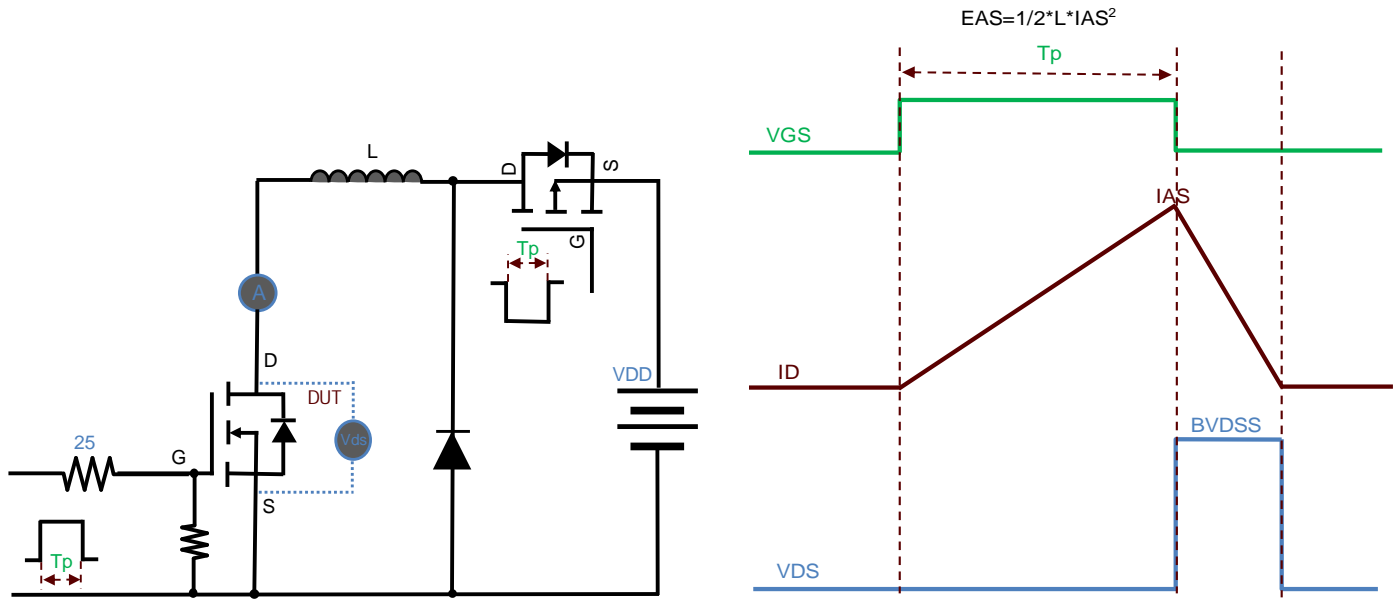 EAS=1/2*L*IAS²
Tp
VGS
IAS
ID
BVDSS
VDS
L
D
S
G
Tp
A
D
DUT
Vds
VDD
25
G
S
Tp